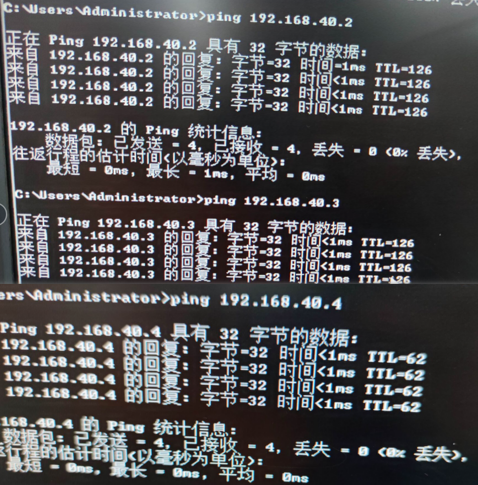 C:\Users\Administrator>ping 192.168.40.2
正在 Ping 192.168.40.2 具有 32 字节的数据:
来自 192.168.40.2 的回复: 字节=32 时间=1ms TTL=126
来自 192.168.40.2 的回复: 字节=32 时间<1ms TTL=126
来自 192.168.40.2 的回复: 字节=32 时间<1ms TTL=126
来自 192.168.40.2 的回复: 字节=32 时间<1ms TTL=126
192.168.40.2 的 Ping 统计信息:
数据包: 已发送 = 4, 已接收 = 4, 丢失 = 0 (0% 丢失),
往返行程的估计时间(以毫秒为单位):
最短 = 0ms, 最长 = 1ms, 平均 = 0ms
C:\Users\Administrator>ping 192.168.40.3
正在 Ping 192.168.40.3 具有 32 字节的数据:
来自 192.168.40.3 的回复: 字节=32 时间<1ms TTL=126
来自 192.168.40.3 的回复: 字节=32 时间<1ms TTL=126
来自 192.168.40.3 的回复: 字节=32 时间<1ms TTL=126
来自 192.168.40.3 的回复: 字节=32 时间<1ms TTL=126
ers\Administrator>ping 192.168.40.4
Ping 192.168.40.4 具有 32 字节的数据:
192.168.40.4 的回复: 字节=32 时间<1ms TTL=62
192.168.40.4 的回复: 字节=32 时间<1ms TTL=62
192.168.40.4 的回复: 字节=32 时间<1ms TTL=62
192.168.40.4 的回复: 字节=32 时间<1ms TTL=62
68.40.4 的 Ping 统计信息:
数据包: 已发送 = 4, 已接收 = 4, 丢失 = 0 (0% 丢失),
返行程的估计时间(以毫秒为单位):
最短 = 0ms, 最长 = 0ms, 平均 = 0ms